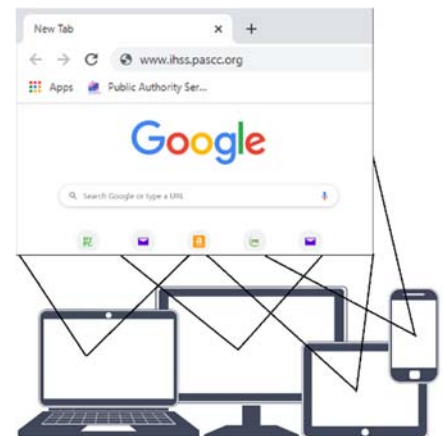 New Tab
www.ihss.pascc.org
Apps Public Authority Ser...
Google
Search Google or type a URL